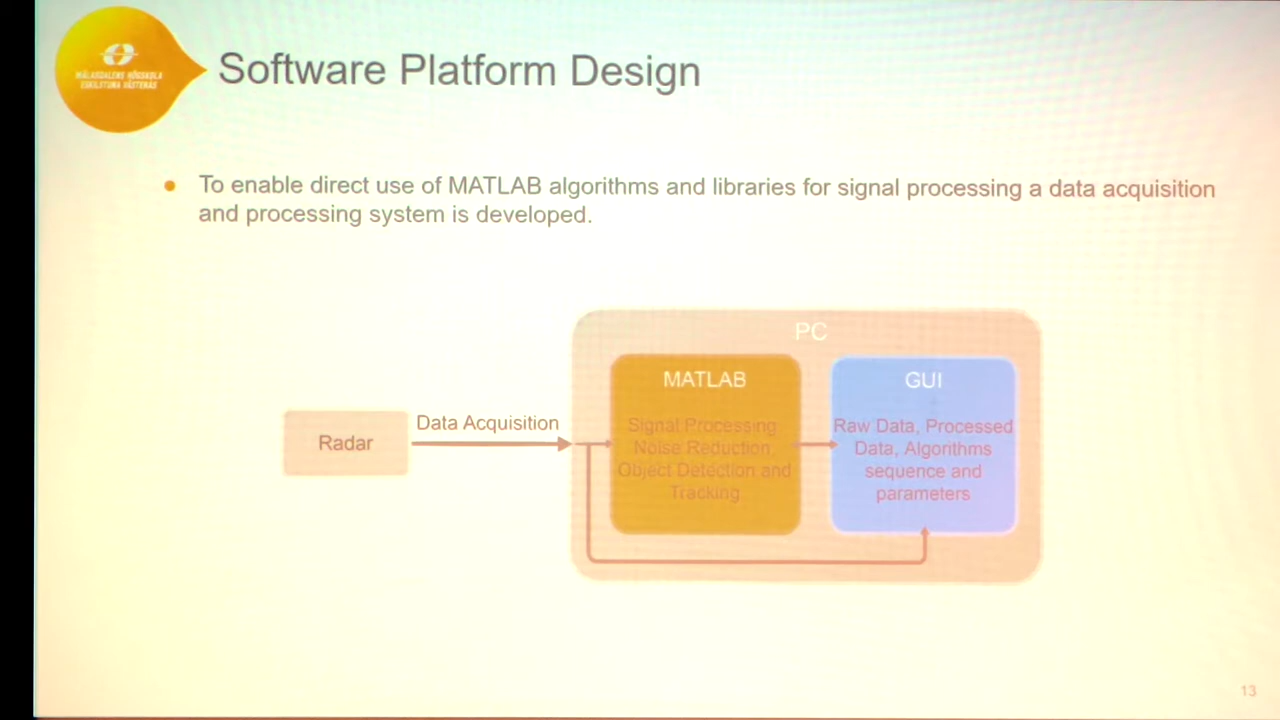 MÄLARDALENS HÖGSKOLA
ESKILSTUNA VÄSTERÅS
Software Platform Design
To enable direct use of MATLAB algorithms and libraries for signal processing a data acquisition
and processing system is developed.
PC
MATLAB
Signal Processing
Noise Reduction
Object Detection and
Tracking
GUI
Raw Data, Processed
Data, Algorithms
sequence and
parameters
Data Acquisition
Radar
13